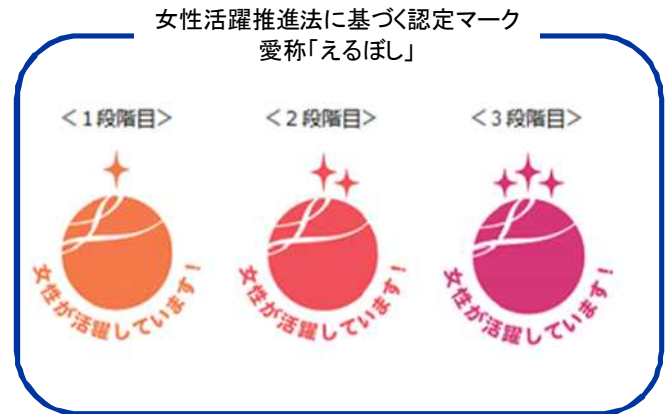 女性活躍推進法に基づく認定マーク
愛称「えるぼし」
＜1段階目＞
＜2段階目＞
＜3段階目＞
L
女性が活躍しています！
L
女性が活躍しています！
L
女性が活躍しています！